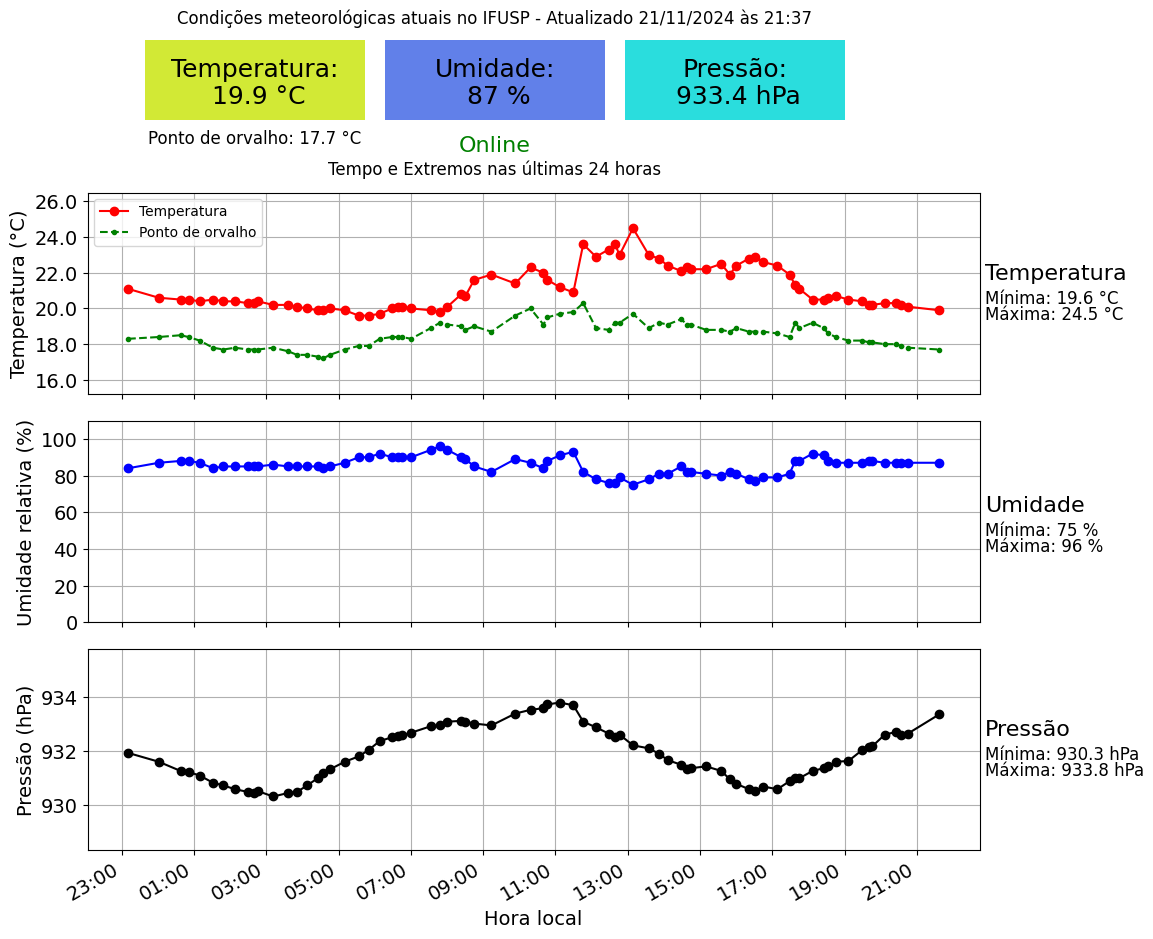 Condições meteorológicas atuais no IFUSP - Atualizado 21/11/2024 às 21:37
Temperatura:
19.9 °C
Umidade:
87 %
Pressão:
933.4 hPa
Ponto de orvalho: 17.7 °C
Online
Tempo e Extremos nas últimas 24 horas
Temperatura (°C)
26.0
24.0
22.0
20.0
18.0
16.0
Temperatura
Ponto de orvalho
Temperatura
Mínima: 19.6 °C
Máxima: 24.5 °C
Umidade relativa (%)
100
80
60
40
20
0
Umidade
Mínima: 75 %
Máxima: 96 %
Pressão (hPa)
934
932
930
Pressão
Mínima: 930.3 hPa
Máxima: 933.8 hPa
23:00 01:00 03:00 05:00 07:00 09:00 11:00 13:00 15:00 17:00 19:00 21:00
Hora local